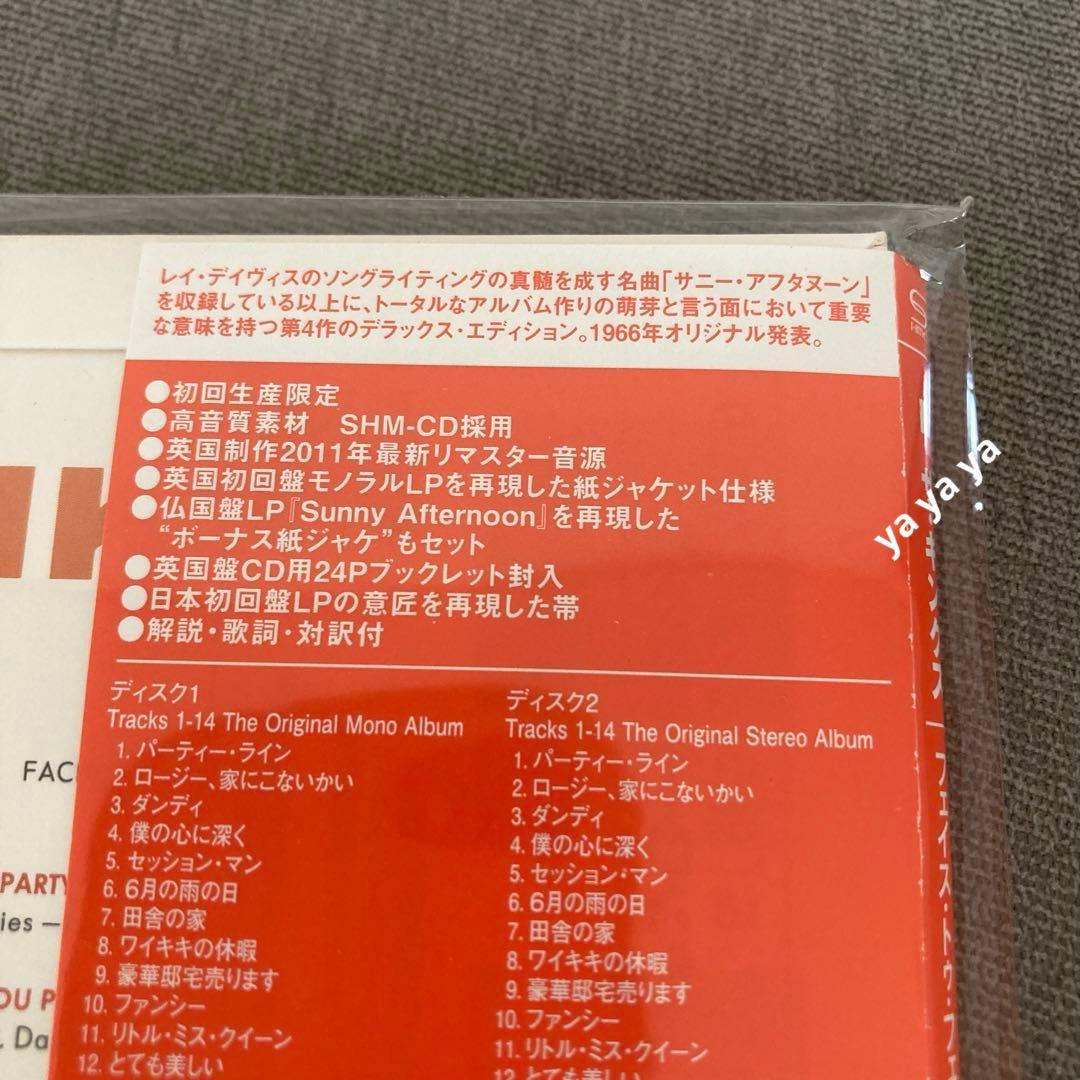 レイ・デイヴィスのソングライティングの真髄を成す名曲「サニー・アフタヌーン」
を収録している以上に、トータルなアルバム作りの萌芽と言う面において重要
な意味を持つ第4作のデラックス・エディション。1966年オリジナル発表。
●初回生産限定
●高音質素材　SHM-CD採用
●英国制作2011年最新リマスター音源
●英国初回盤モノラルLPを再現した紙ジャケット仕様
●仏国盤LP『Sunny Afternoon』を再現した
“ボーナス紙ジャケ”もセット
●英国盤CD用24Pブックレット封入
●日本初回盤LPの意匠を再現した帯
●解説・歌詞・対訳付
ディスク1
Tracks 1-14 The Original Mono Album
1. パーティー・ライン
2. ロージー、家にこないかい
3. ダンディ
4. 僕の心に深く
5. セッション・マン
6. 6月の雨の日
7. 田舎の家
8. ワイキキの休暇
9. 豪華邸宅売ります
10. ファンシー
11. リトル・ミス・クイーン
12. とても美しい
ディスク2
Tracks 1-14 The Original Stereo Album
1. パーティー・ライン
2. ロージー、家にこないかい
3. ダンディ
4. 僕の心に深く
5. セッション・マン
6. 6月の雨の日
7. 田舎の家
8. ワイキキの休暇
9. 豪華邸宅売ります
10. ファンシー
11. リトル・ミス・クイーン
12. とても美しい
FAC
PARTY
ies —
OU P
. Da
ya ya ya
キンクス｜フェイス・トゥ・フェ